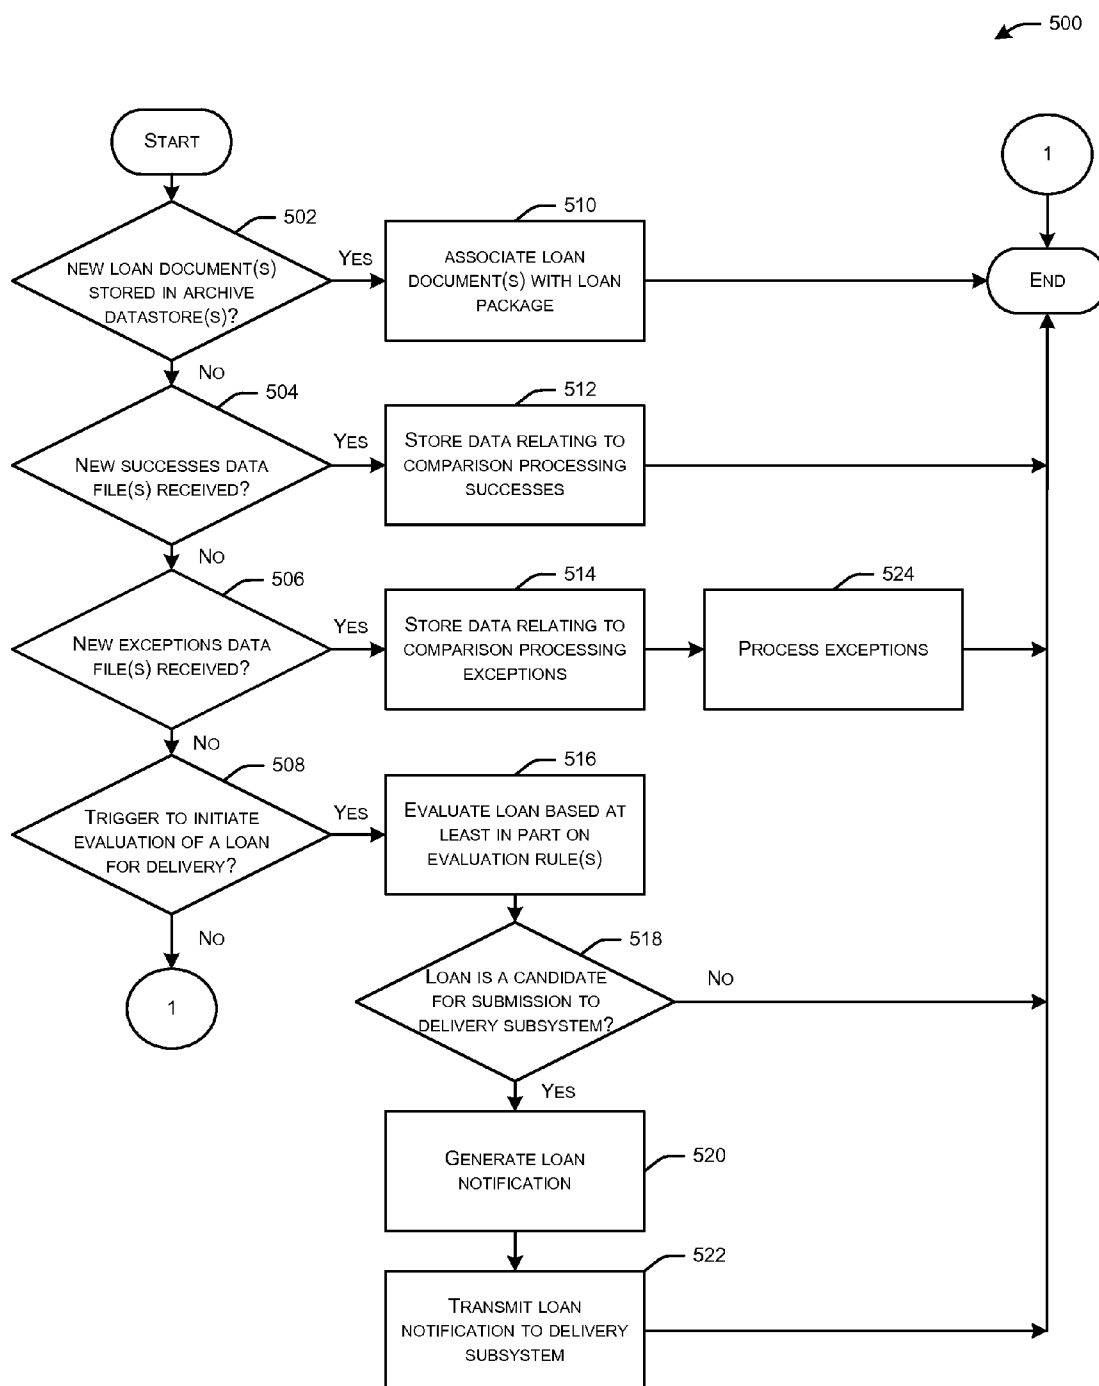 500
START
1
502
NEW LOAN DOCUMENT(S)
STORED IN ARCHIVE
DATASTORE(S)?
YES
510
ASSOCIATE LOAN
DOCUMENT(S) WITH LOAN
PACKAGE
END
NO
504
NEW SUCCESSES DATA
FILE(S) RECEIVED?
YES
512
STORE DATA RELATING TO
COMPARISON PROCESSING
SUCCESSES
NO
506
NEW EXCEPTIONS DATA
FILE(S) RECEIVED?
YES
514
STORE DATA RELATING TO
COMPARISON PROCESSING
EXCEPTIONS
524
PROCESS EXCEPTIONS
NO
508
TRIGGER TO INITIATE
EVALUATION OF A LOAN
FOR DELIVERY?
YES
516
EVALUATE LOAN BASED AT
LEAST IN PART ON
EVALUATION RULE(S)
NO
1
518
LOAN IS A CANDIDATE
FOR SUBMISSION TO
DELIVERY SUBSYSTEM?
NO
YES
GENERATE LOAN
NOTIFICATION
520
522
TRANSMIT LOAN
NOTIFICATION TO DELIVERY
SUBSYSTEM